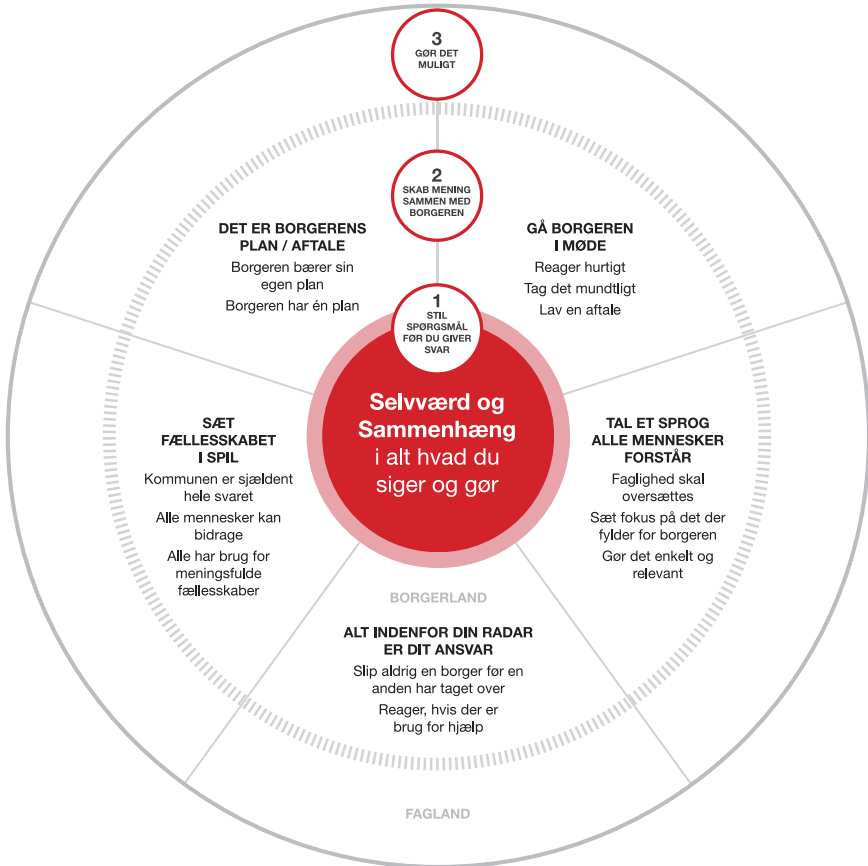 3
GØR DET
MULIGT
2
SKAB MENING
SAMMEN MED
BORGEREN
1
STIL
SPØRGSMÅL
FØR DU GIVER
SVAR
Selvværd og
Sammenhæng
i alt hvad du
siger og gør
DET ER BORGERENS
PLAN / AFTALE
Borgeren bærer sin
egen plan
Borgeren har én plan
GÅ BORGEREN
I MØDE
Reager hurtigt
Tag det mundtligt
Lav en aftale
SÆT
FÆLLESSKABET
I SPIL
Kommunen er sjældent
hele svaret
Alle mennesker kan
bidrage
Alle har brug for
meningsfulde
fællesskaber
TAL ET SPROG
ALLE MENNESKER
FORSTÅR
Faglighed skal
oversættes
Sæt fokus på det der
fylder for borgeren
Gør det enkelt og
relevant
BORGERLAND
ALT INDENFOR DIN RADAR
ER DIT ANSVAR
Slip aldrig en borger før en
anden har taget over
Reager, hvis der er
brug for hjælp
FAGLAND